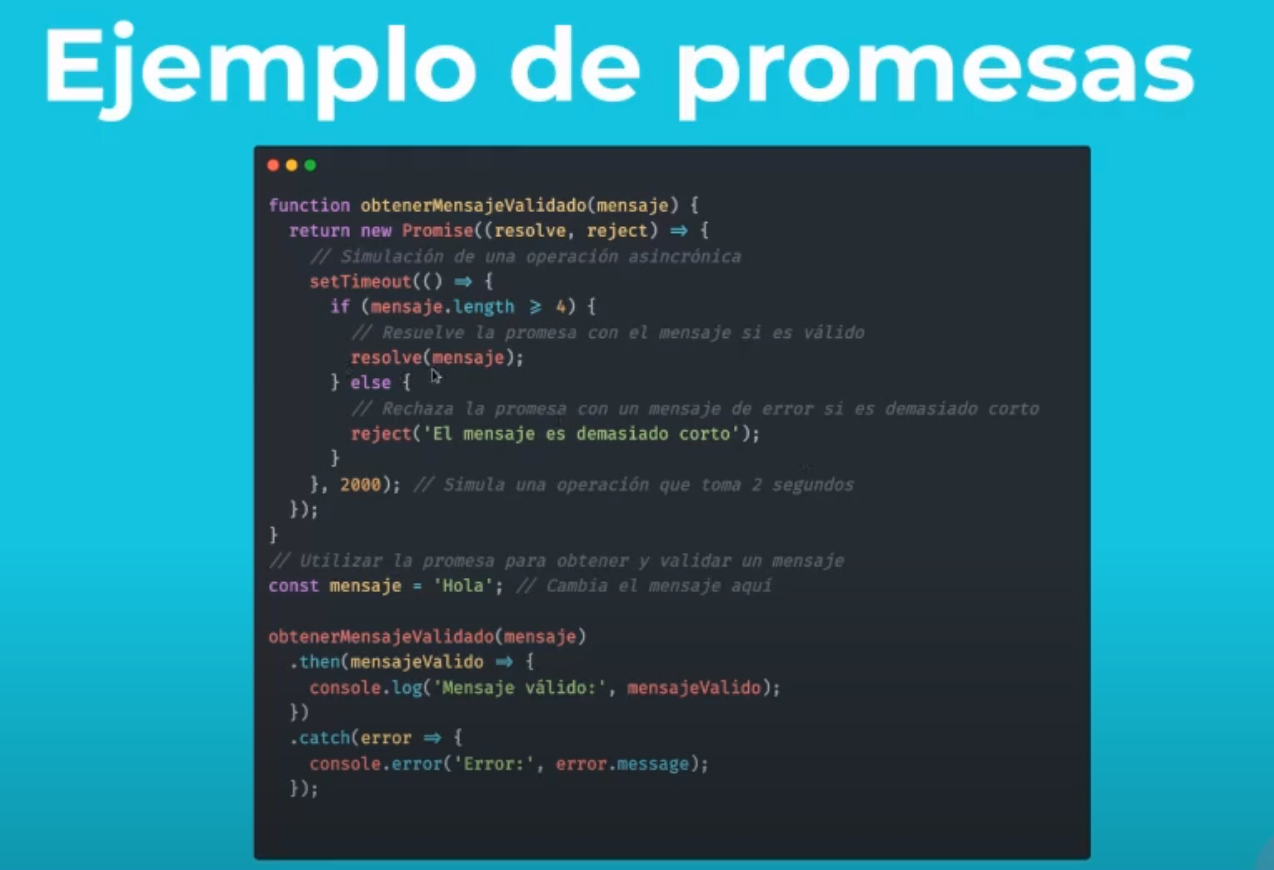 Ejemplo de promesas
function obtenerMensajeValidado(mensaje) {
  return new Promise((resolve, reject) => {
    // Simulación de una operación asincrónica
    setTimeout(() => {
      if (mensaje.length >= 4) {
        // Resuelve la promesa con el mensaje si es válido
        resolve(mensaje);
      } else {
        // Rechaza la promesa con un mensaje de error si es demasiado corto
        reject('El mensaje es demasiado corto');
      }
    }, 2000); // Simula una operación que toma 2 segundos
  });
}
// Utilizar la promesa para obtener y validar un mensaje
const mensaje = 'Hola'; // Cambia el mensaje aquí

obtenerMensajeValidado(mensaje)
  .then(mensajeValido => {
    console.log('Mensaje válido:', mensajeValido);
  })
  .catch(error => {
    console.error('Error:', error.message);
  });